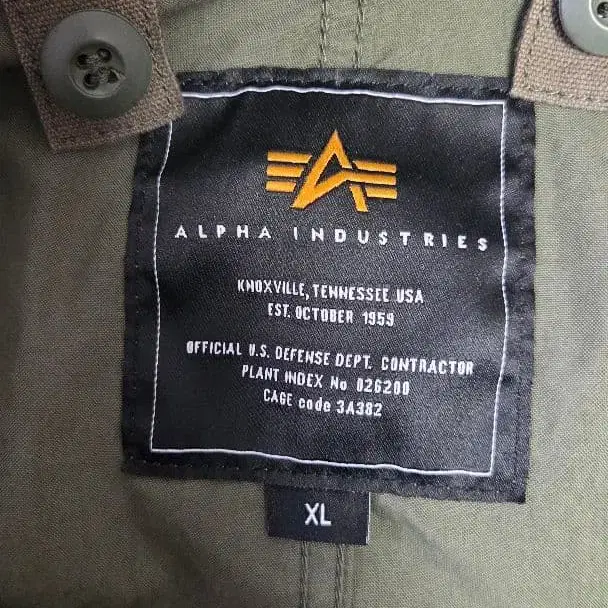 ALPHA INDUSTRIES
KNOXVILLE, TENNESSEE USA
EST. OCTOBER 1959
OFFICIAL U.S. DEFENSE DEPT. CONTRACTOR
PLANT INDEX No 026200
CAGE code 3A382
XL